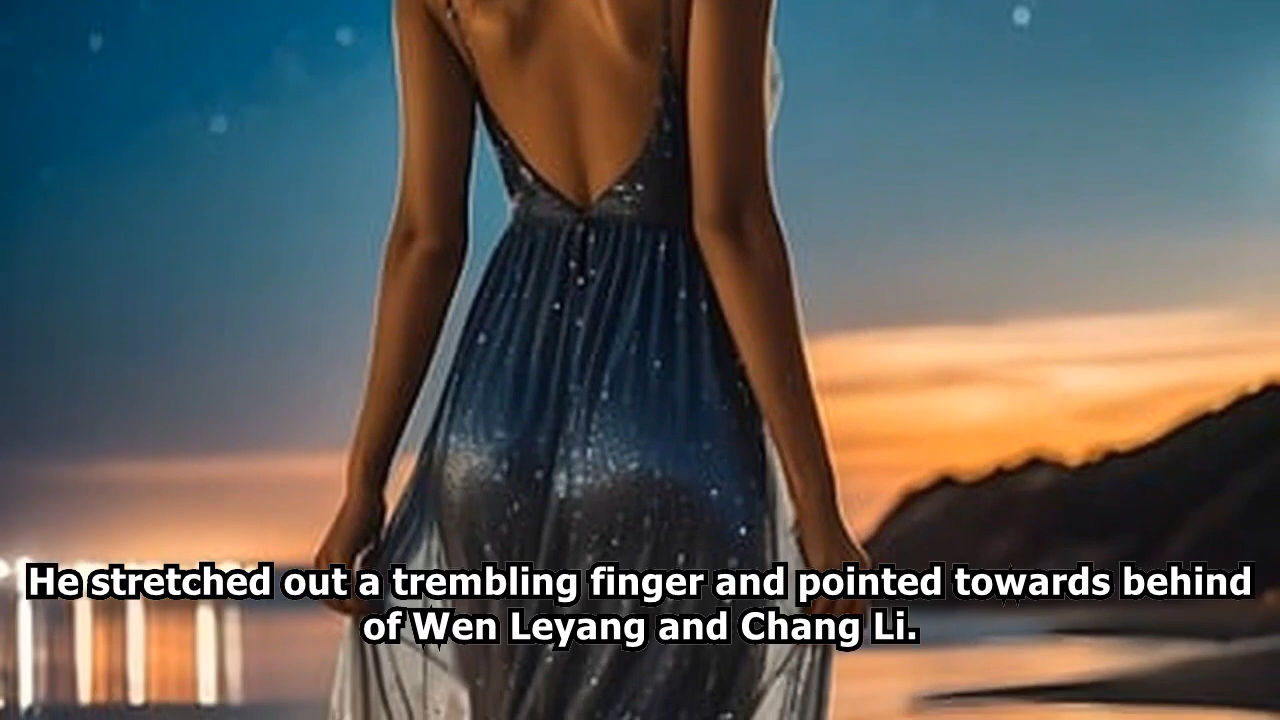 He stretched out a trembling finger and pointed towards behind
of Wen Leyang and Chang Li.